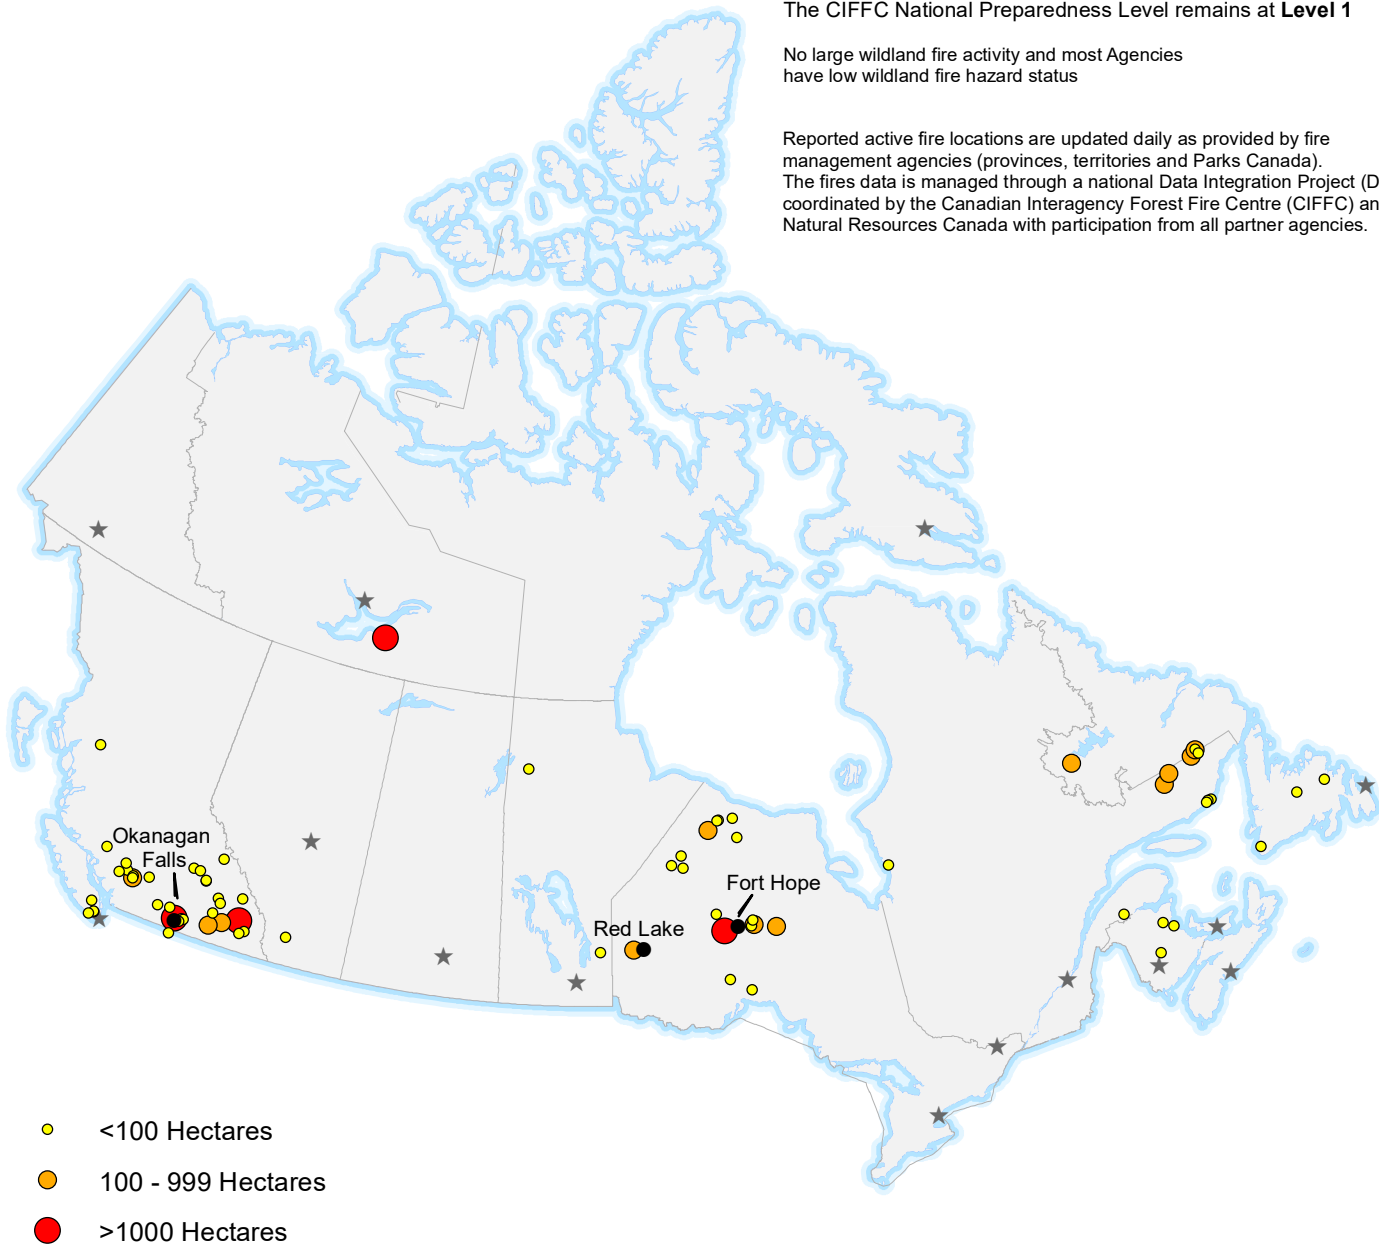 The CIFFC National Preparedness Level remains at Level 1
No large wildland fire activity and most Agencies
have low wildland fire hazard status
Reported active fire locations are updated daily as provided by fire
management agencies (provinces, territories and Parks Canada).
The fires data is managed through a national Data Integration Project (D
coordinated by the Canadian Interagency Forest Fire Centre (CIFFC) an
Natural Resources Canada with participation from all partner agencies.
Okanagan
Falls
Fort Hope
Red Lake
<100 Hectares
100 - 999 Hectares
>1000 Hectares